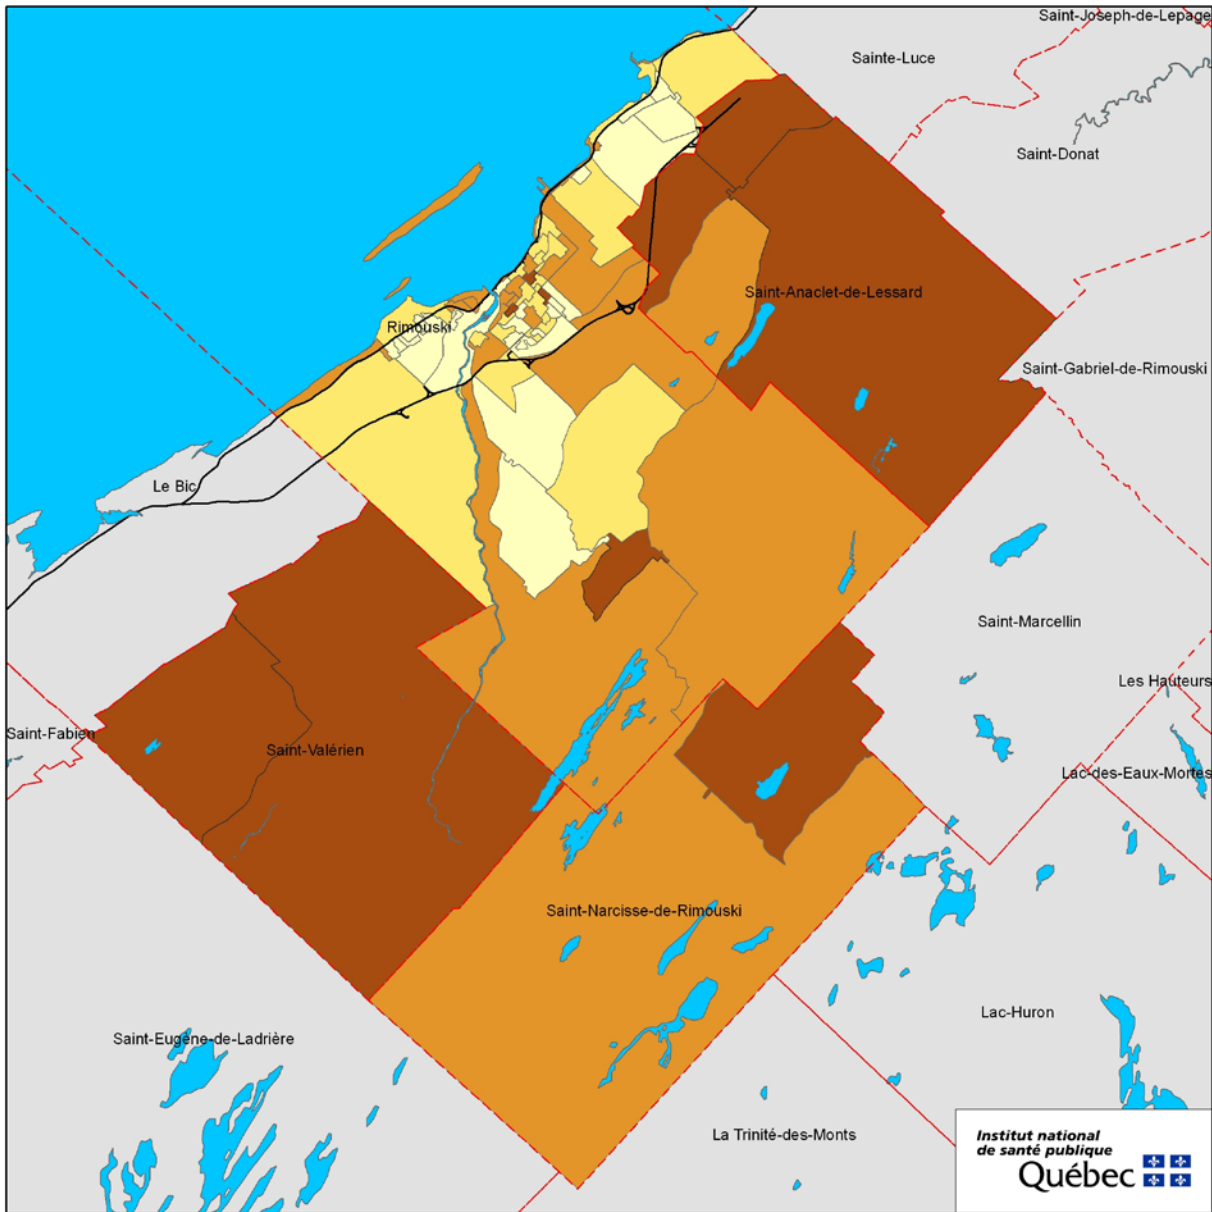 Saint-Joseph-de-Lepage
Sainte-Luce
Saint-Donat
Saint-Anaclet-de-Lessard
Rimouski
Saint-Gabriel-de-Rimouski
Le Bic
Saint-Marcellin
Les Hauteurs
Saint-Fabien
Saint-Valérien
Lac-des-Eaux-Mortes
Saint-Narcisse-de-Rimouski
Lac-Huron
Saint-Eugène-de-Ladrière
La Trinité-des-Monts
Institut national
de santé publique
Québec